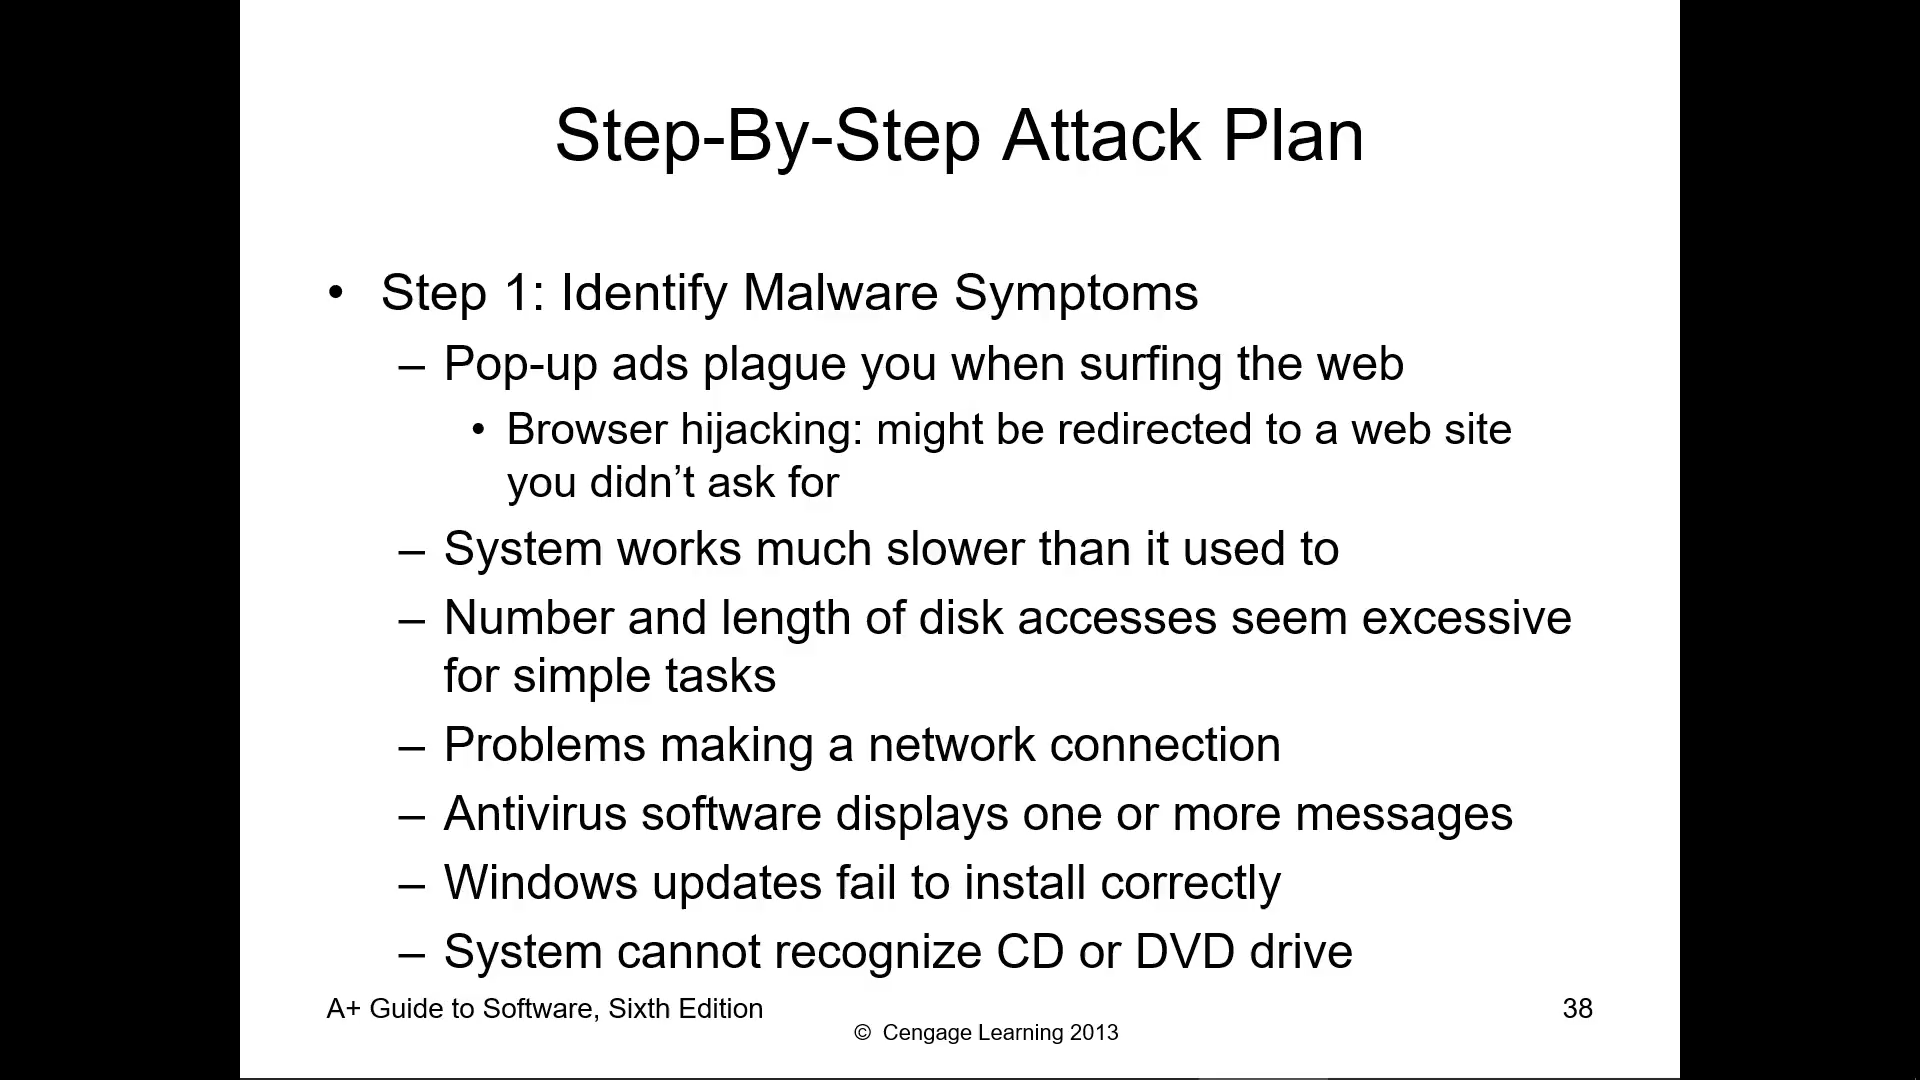 Step-By-Step Attack Plan
• Step 1: Identify Malware Symptoms
– Pop-up ads plague you when surfing the web
• Browser hijacking: might be redirected to a web site
you didn’t ask for
– System works much slower than it used to
– Number and length of disk accesses seem excessive
for simple tasks
– Problems making a network connection
– Antivirus software displays one or more messages
– Windows updates fail to install correctly
– System cannot recognize CD or DVD drive
A+ Guide to Software, Sixth Edition
38
© Cengage Learning 2013